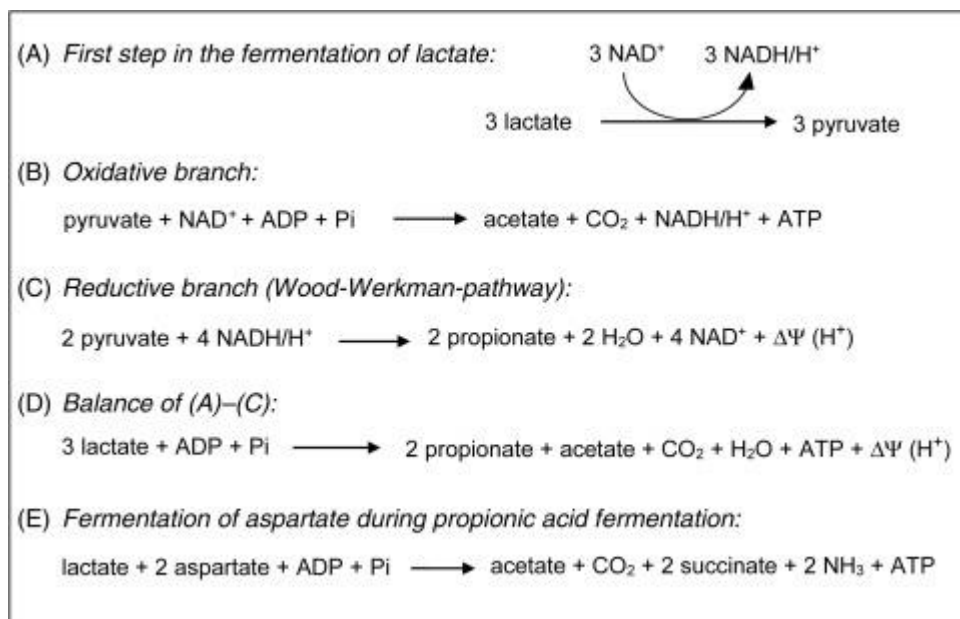 (A) First step in the fermentation of lactate:
3 NAD⁺ 3 NADH/H⁺
3 lactate ⟶ 3 pyruvate
(B) Oxidative branch:
pyruvate + NAD⁺ + ADP + Pi ⟶ acetate + CO₂ + NADH/H⁺ + ATP
(C) Reductive branch (Wood-Werkman-pathway):
2 pyruvate + 4 NADH/H⁺ ⟶ 2 propionate + 2 H₂O + 4 NAD⁺ + ΔΨ (H⁺)
(D) Balance of (A)–(C):
3 lactate + ADP + Pi ⟶ 2 propionate + acetate + CO₂ + H₂O + ATP + ΔΨ (H⁺)
(E) Fermentation of aspartate during propionic acid fermentation:
lactate + 2 aspartate + ADP + Pi ⟶ acetate + CO₂ + 2 succinate + 2 NH₃ + ATP